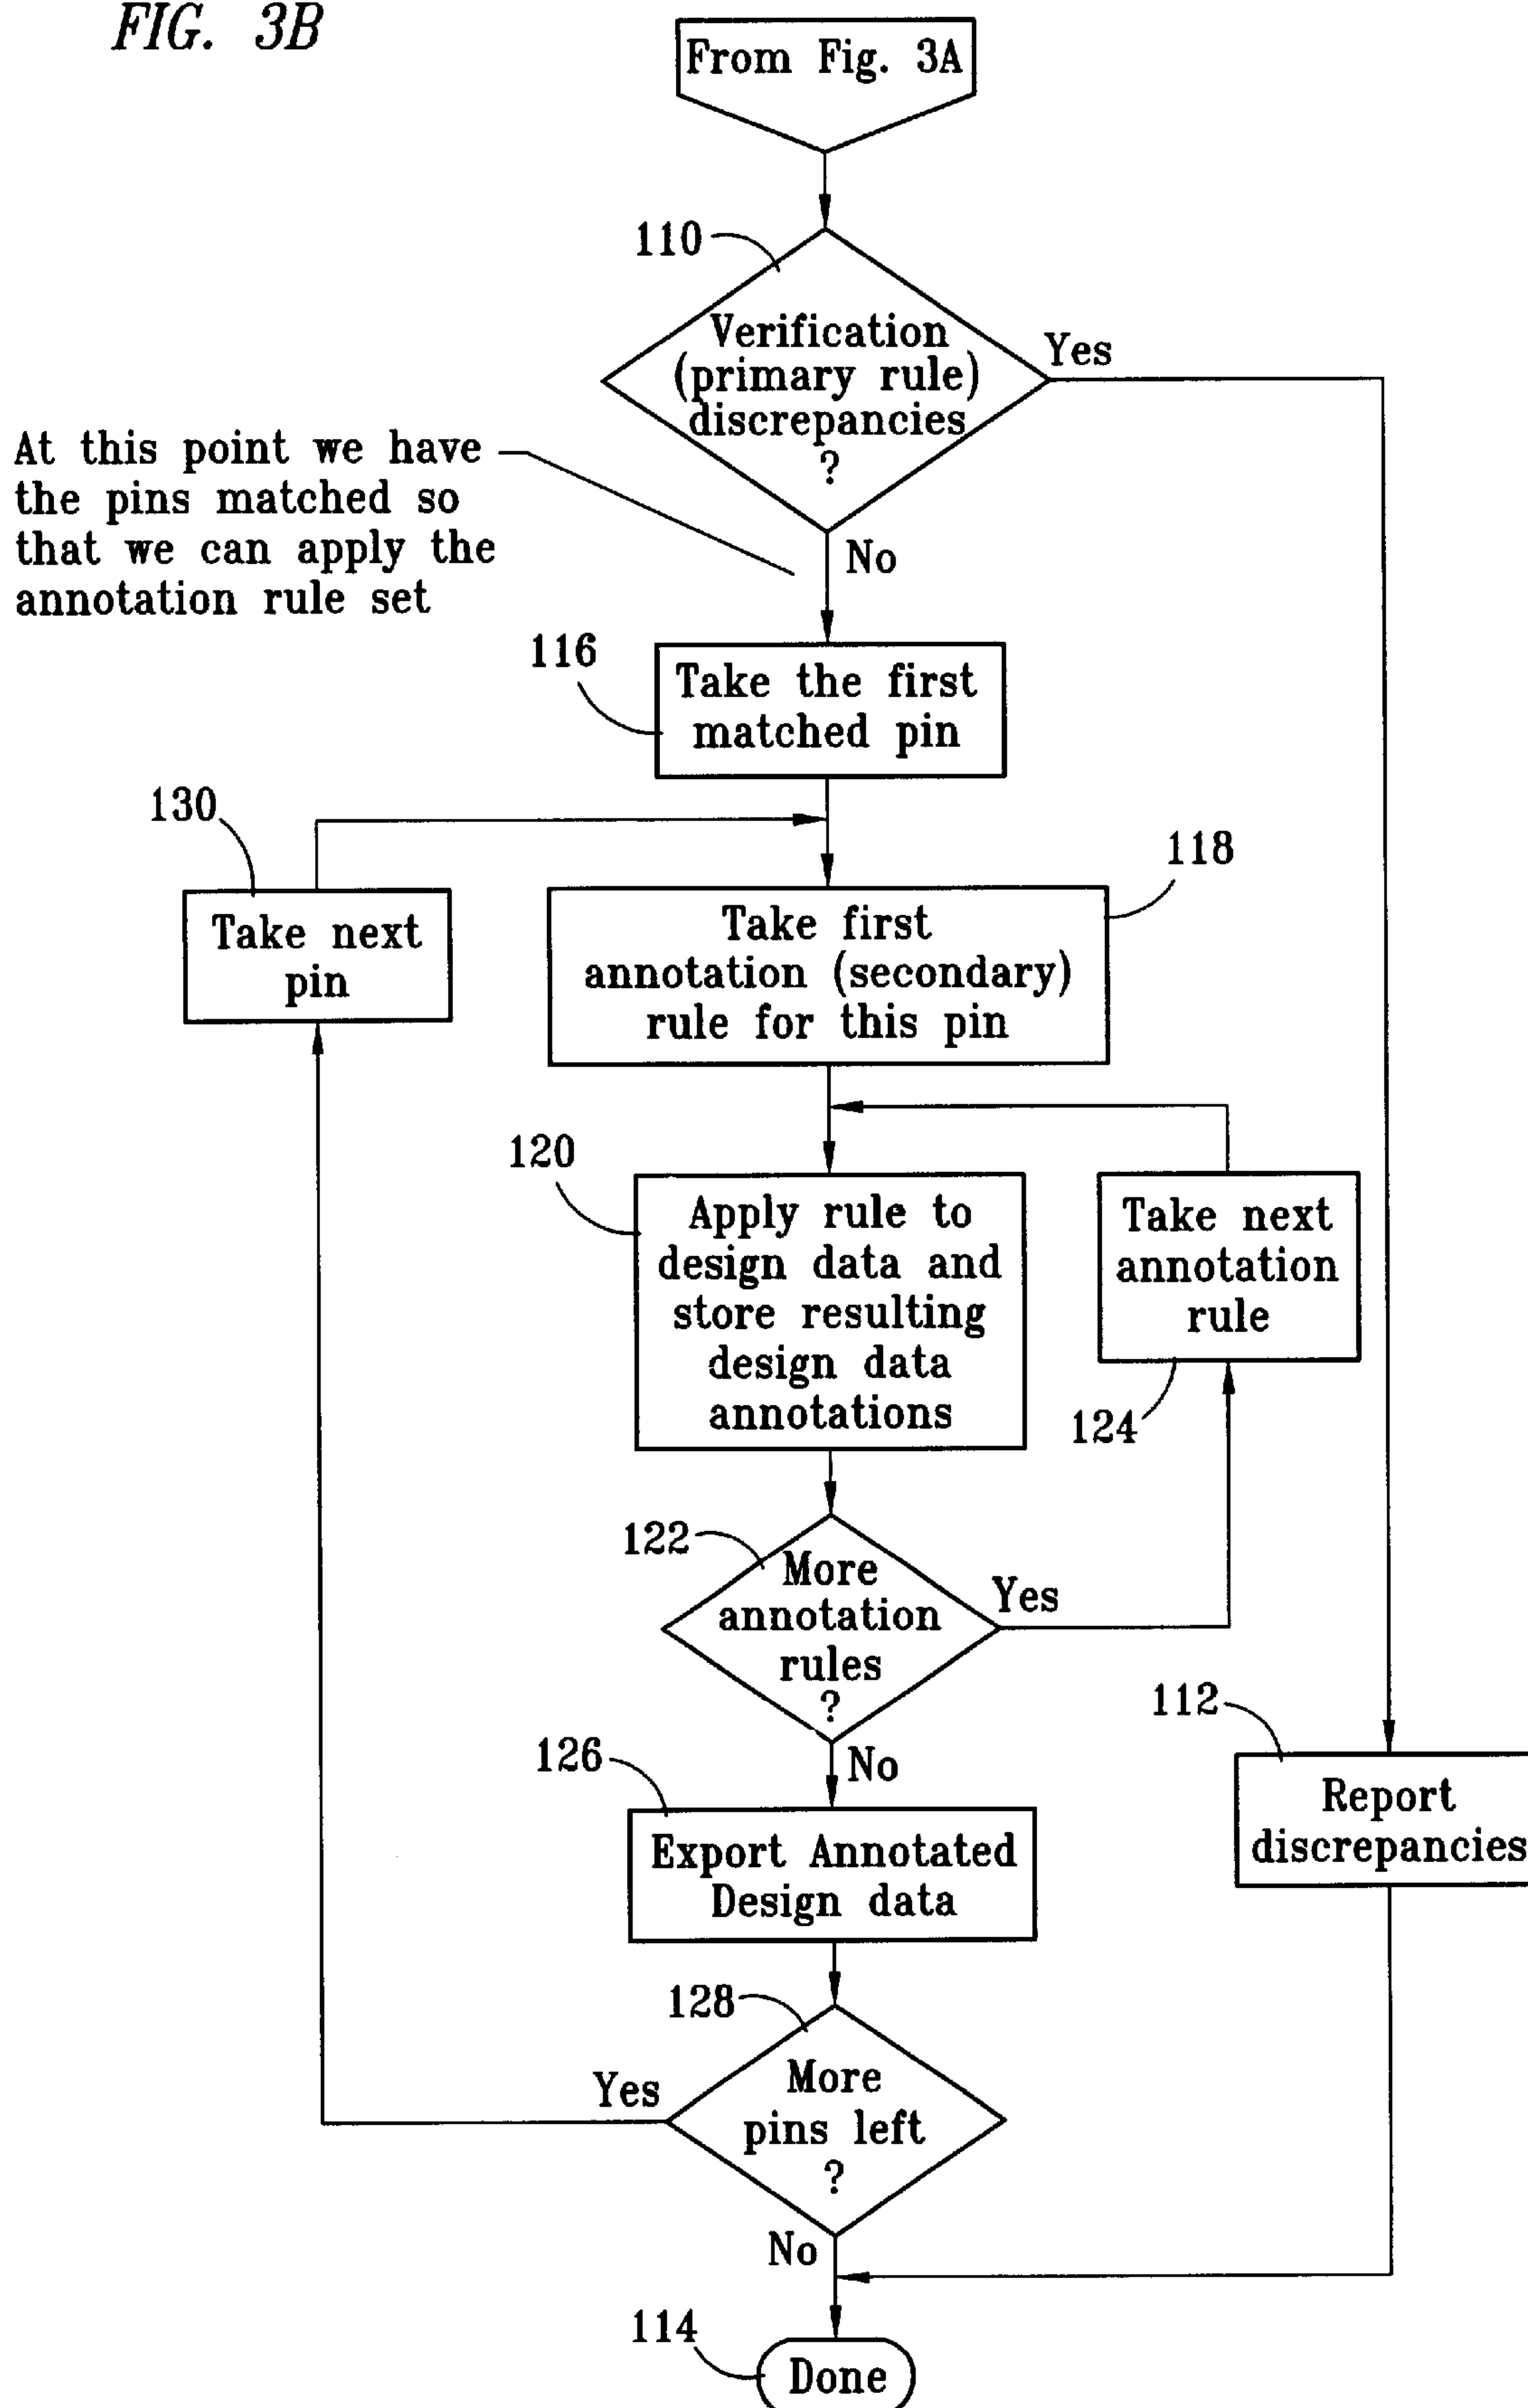 FIG. 3B
From Fig. 3A
110
Verification
(primary rule)
discrepancies
?
Yes
At this point we have
the pins matched so
that we can apply the
annotation rule set
No
116
Take the first
matched pin
130
Take next
pin
118
Take first
annotation (secondary)
rule for this pin
120
Apply rule to
design data and
store resulting
design data
annotations
Take next
annotation
rule
124
122
More
annotation
rules
?
Yes
No
112
Report
discrepancies
126
Export Annotated
Design data
128
More
pins left
?
Yes
No
114
Done